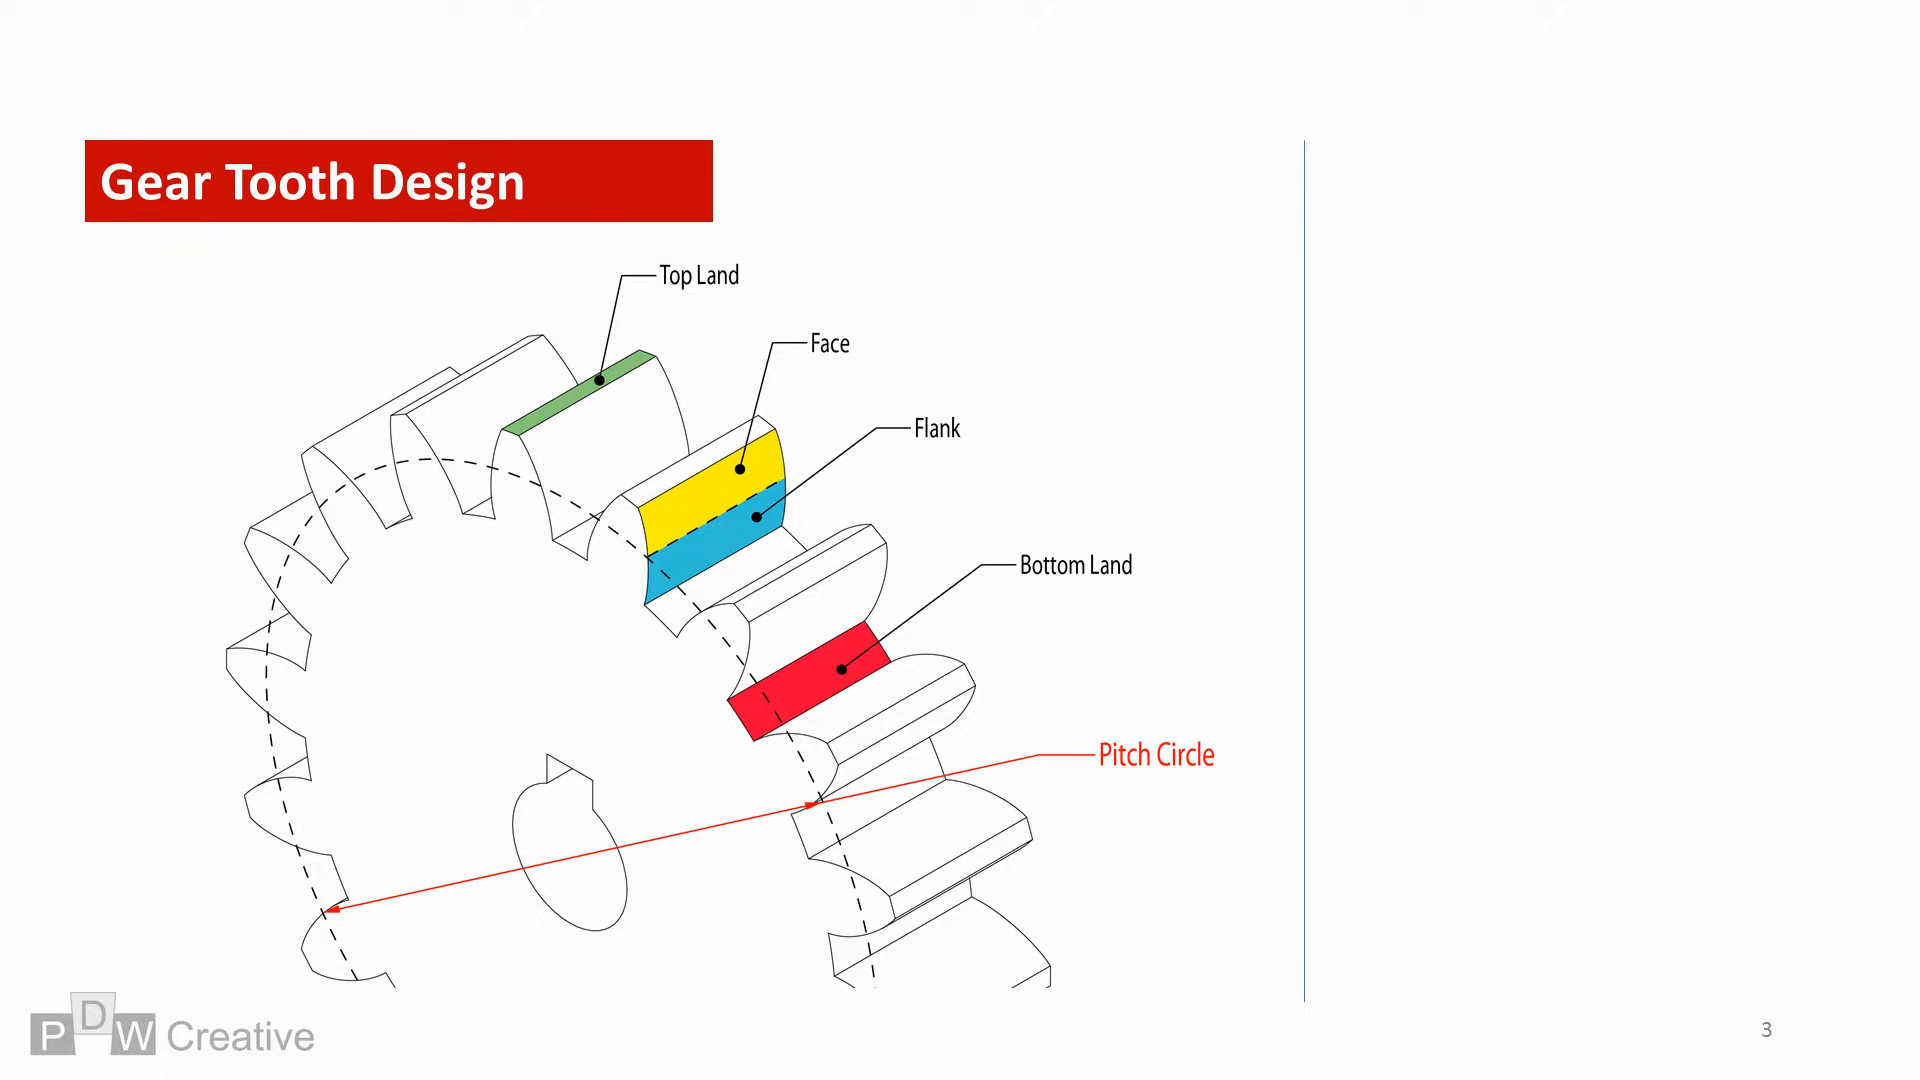 Gear Tooth Design
Top Land
Face
Flank
Bottom Land
Pitch Circle
PDW Creative
3